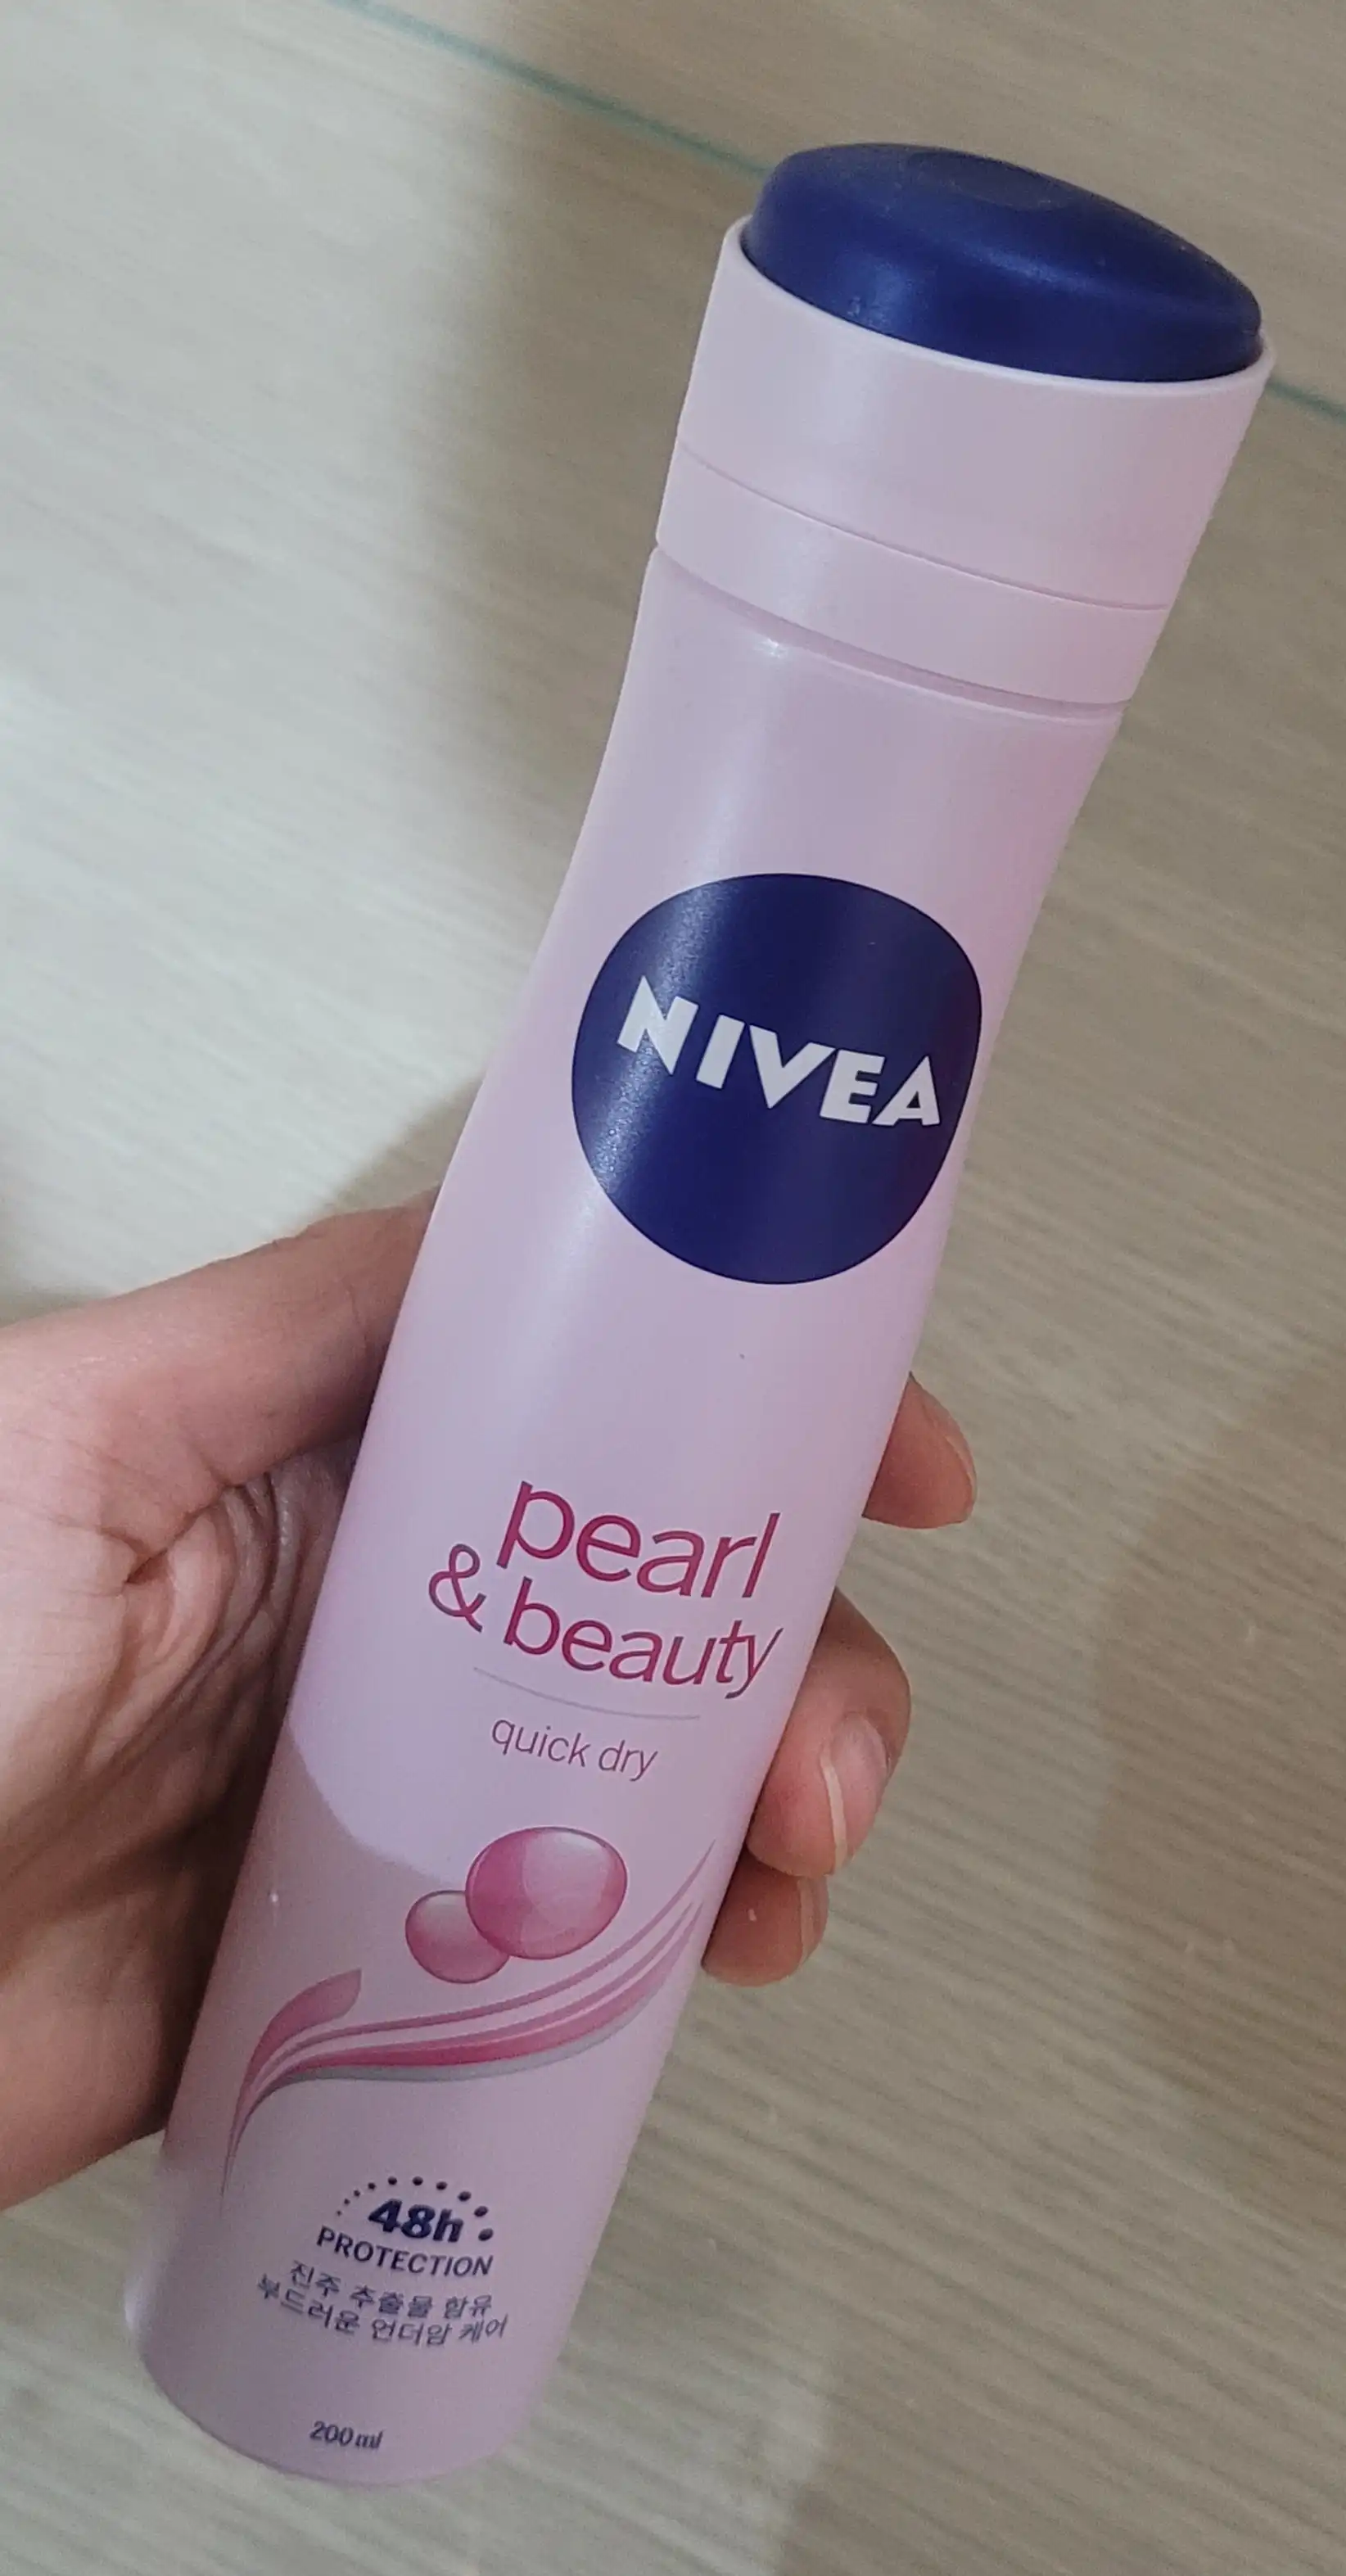 NIVEA
pearl
& beauty
quick dry
48h
PROTECTION
진주 추출물 함유
부드러운 언더암 케어
200ml